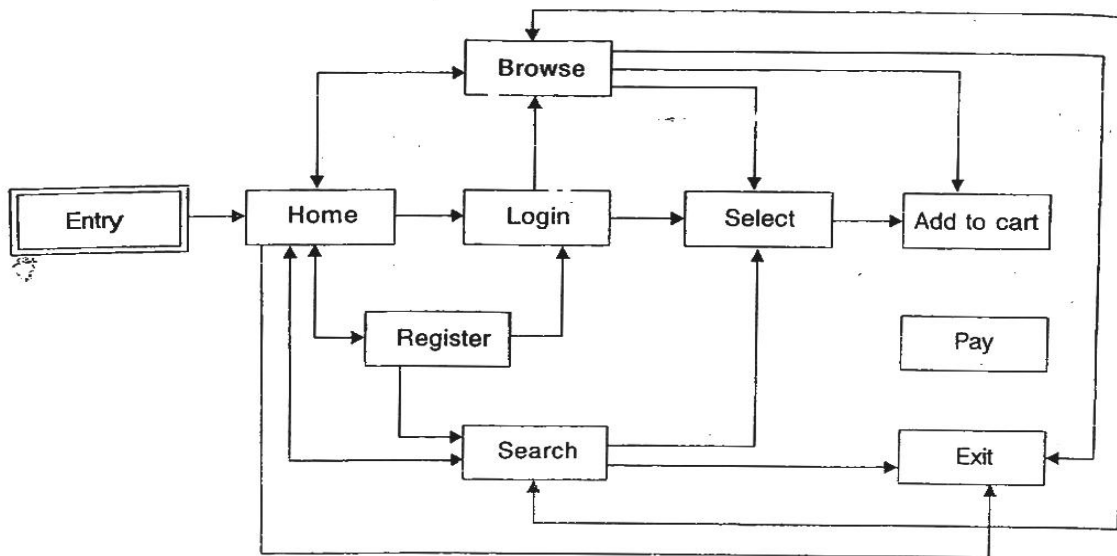 Browse
Entry
Home
Login
Select
Add to cart
Register
Pay
Search
Exit